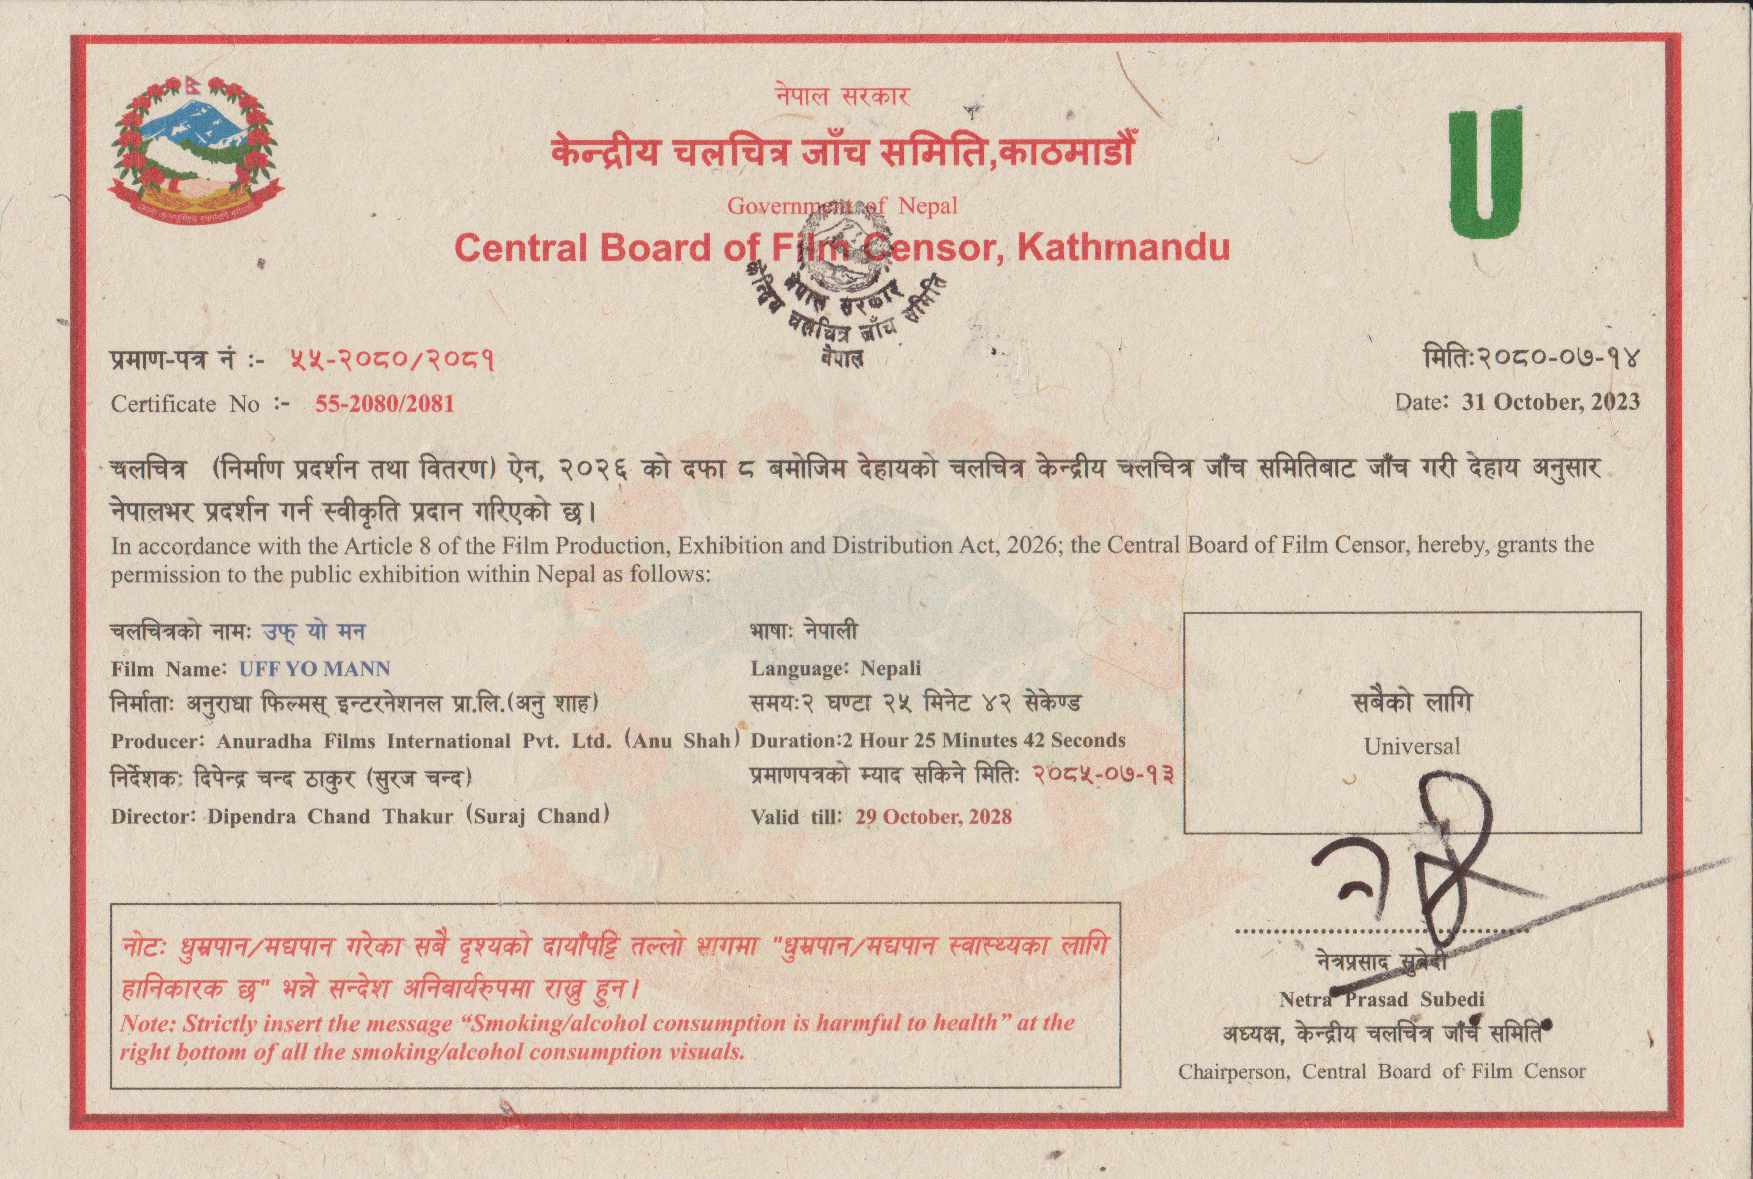 नेपाल सरकार
केन्द्रीय चलचित्र जाँच समिति,काठमाडौँ
Government of Nepal
Central Board of Film Censor, Kathmandu
U
नेपाल सरकार
केन्द्रिय चलचित्र जाँच समिति
नेपाल
प्रमाण-पत्र नं :- ५५-२०८०/२०८१
मिति:२०८०-०७-१४
Certificate No :- 55-2080/2081
Date: 31 October, 2023
चलचित्र (निर्माण प्रदर्शन तथा वितरण) ऐन, २०२६ को दफा ८ बमोजिम देहायको चलचित्र केन्द्रीय चलचित्र जाँच समितिबाट जाँच गरी देहाय अनुसार
नेपालभर प्रदर्शन गर्न स्वीकृति प्रदान गरिएको छ।
In accordance with the Article 8 of the Film Production, Exhibition and Distribution Act, 2026; the Central Board of Film Censor, hereby, grants the
permission to the public exhibition within Nepal as follows:
चलचित्रको नाम: उफ् यो मन
Film Name: UFF YO MANN
निर्माता: अनुराधा फिल्मस् इन्टरनेशनल प्रा.लि.(अनु शाह)
Producer: Anuradha Films International Pvt. Ltd. (Anu Shah)
निर्देशक: दिपेन्द्र चन्द ठाकुर (सुरज चन्द)
Director: Dipendra Chand Thakur (Suraj Chand)
भाषा: नेपाली
Language: Nepali
समय:२ घण्टा २५ मिनेट ४२ सेकेण्ड
Duration:2 Hour 25 Minutes 42 Seconds
प्रमाणपत्रको म्याद सकिने मिति: २०८५-०७-१३
Valid till: 29 October, 2028
सबैको लागि
Universal
नोट: धुम्रपान/मद्यपान गरेका सबै दृश्यको दायाँपट्टि तल्लो भागमा "धुम्रपान/मद्यपान स्वास्थ्यका लागि
हानिकारक छ" भन्ने सन्देश अनिवार्यरुपमा राख्नु हुन।
Note: Strictly insert the message “Smoking/alcohol consumption is harmful to health” at the
right bottom of all the smoking/alcohol consumption visuals.
नेत्रप्रसाद सुवेदी
Netra Prasad Subedi
अध्यक्ष, केन्द्रीय चलचित्र जाँच समिति
Chairperson, Central Board of Film Censor